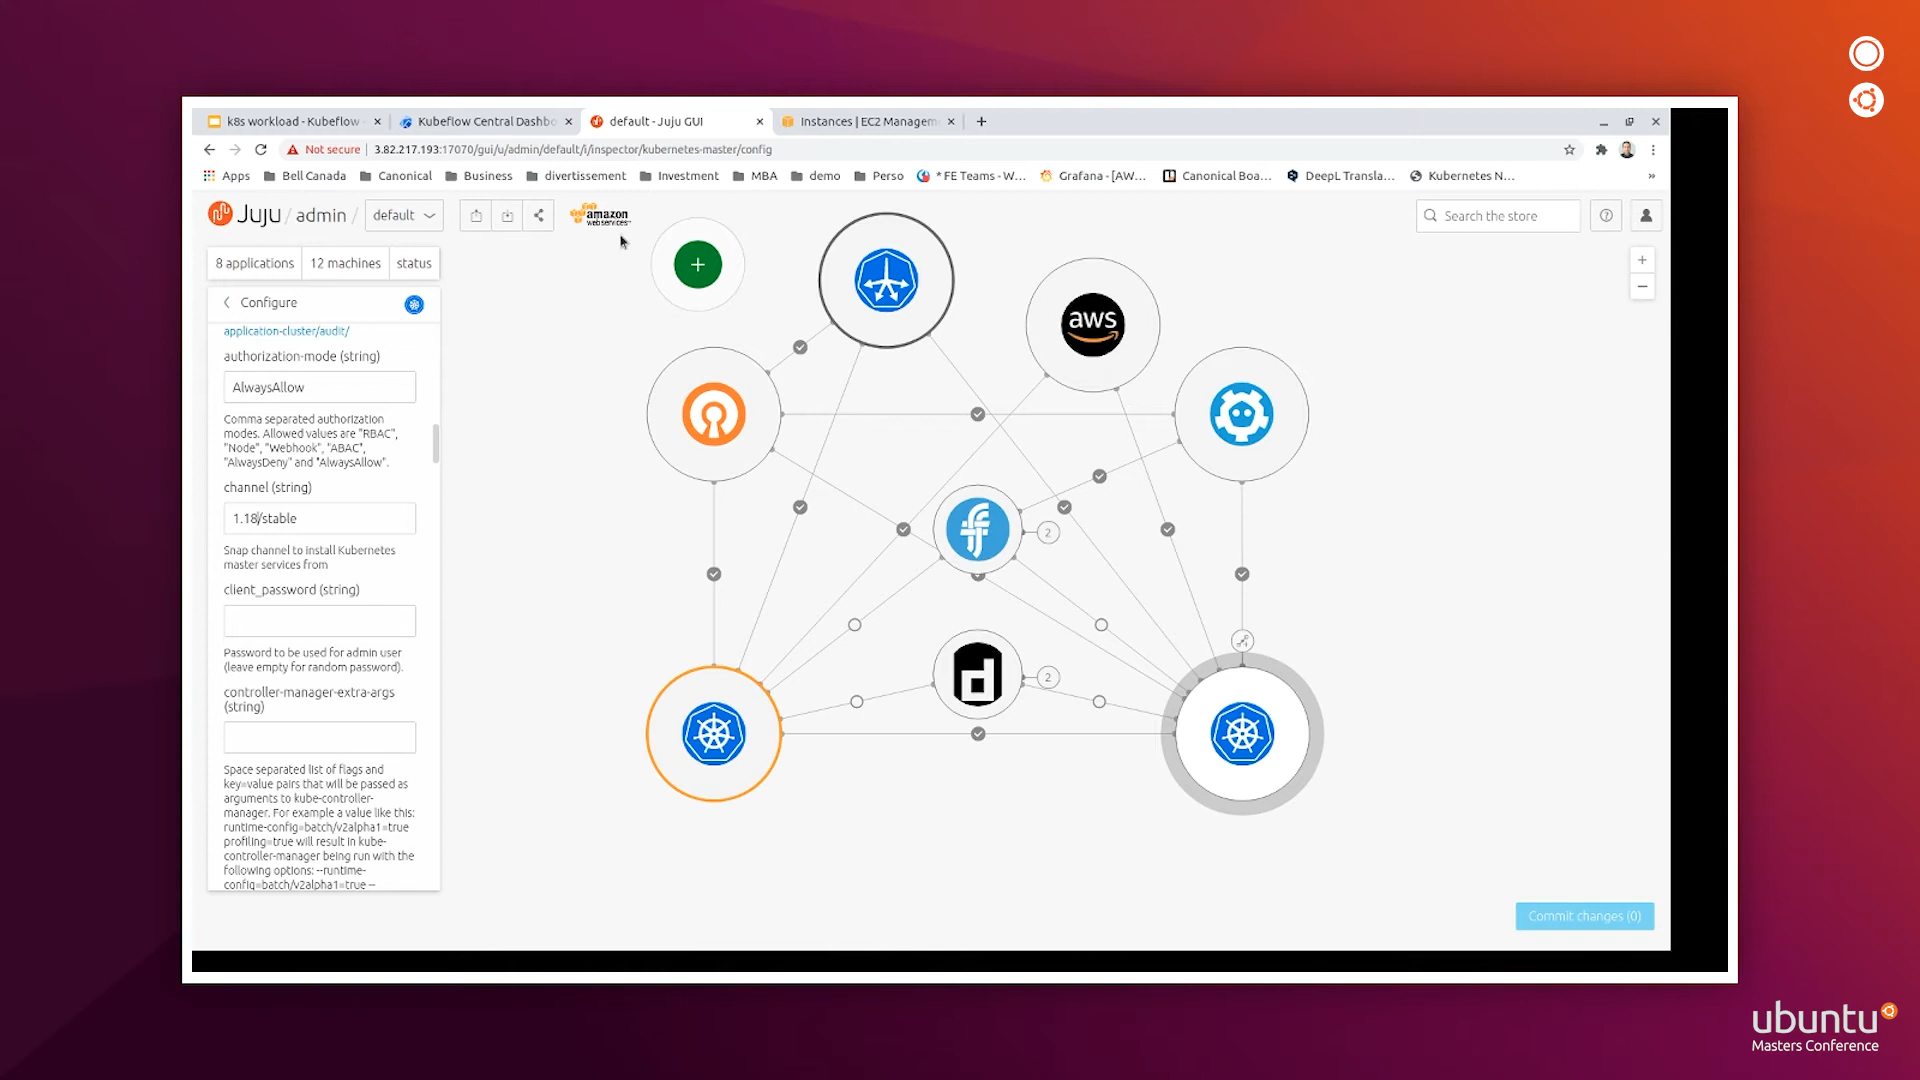 k8s workload - Kubeflow
Kubeflow Central Dashbo
default - Juju GUI
Instances | EC2 Managem
Not secure
3.82.217.193:17070/gui/u/admin/default/i/inspector/kubernetes-master/config
Apps
Bell Canada
Canonical
Business
divertissement
Investment
MBA
demo
Perso
* FE Teams - W...
Grafana - [AW...
Canonical Boa...
DeepL Transla...
Kubernetes N...
»
JUJU / admin /
default
amazon
webservices™
Search the store
8 applications
12 machines
status
Configure
application-cluster/audit/
authorization-mode (string)
AlwaysAllow
Comma separated authorization
modes. Allowed values are "RBAC",
"Node", "Webhook", "ABAC",
"AlwaysDeny" and "AlwaysAllow".
channel (string)
1.18/stable
Snap channel to install Kubernetes
master services from
client_password (string)
Password to be used for admin user
(leave empty for random password).
controller-manager-extra-args
(string)
Space separated list of flags and
key=value pairs that will be passed as
arguments to kube-controller-
manager. For example a value like this:
runtime-config=batch/v2alpha1=true
profiling=true will result in kube-
controller-manager being run with the
following options: --runtime-
config=batch/v2alpha1=true --
aws
2
d
2
Commit changes (0)
ubuntu
Masters Conference